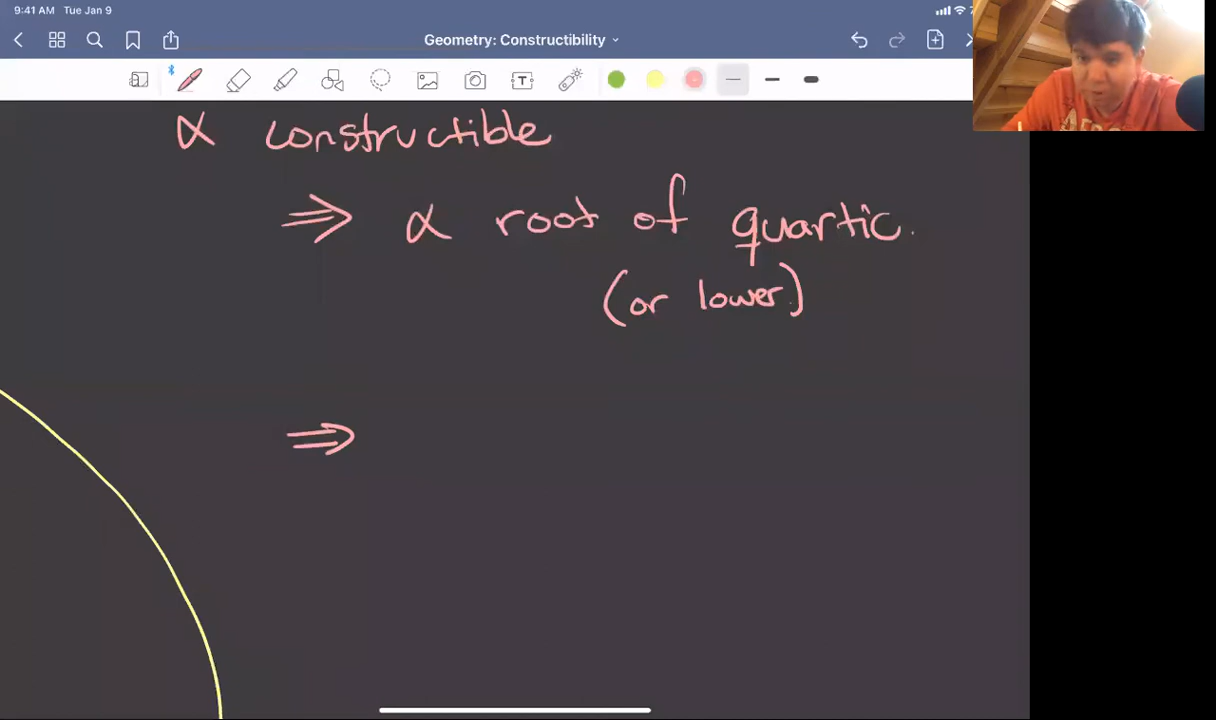 9:41 AM Tue Jan 9
Geometry: Constructibility
α constructible
⇒ α root of quartic.
(or lower)
⇒